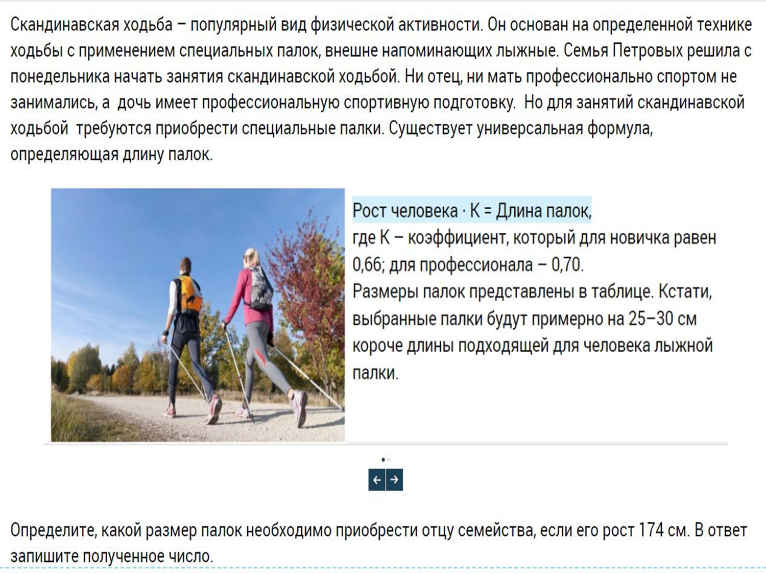 Скандинавская ходьба – популярный вид физической активности. Он основан на определенной технике
ходьбы с применением специальных палок, внешне напоминающих лыжные. Семья Петровых решила с
понедельника начать занятия скандинавской ходьбой. Ни отец, ни мать профессионально спортом не
занимались, а дочь имеет профессиональную спортивную подготовку. Но для занятий скандинавской
ходьбой требуются приобрести специальные палки. Существует универсальная формула,
определяющая длину палок.
Рост человека · K = Длина палок,
где K – коэффициент, который для новичка равен
0,66; для профессионала – 0,70.
Размеры палок представлены в таблице. Кстати,
выбранные палки будут примерно на 25–30 см
короче длины подходящей для человека лыжной
палки.
Определите, какой размер палок необходимо приобрести отцу семейства, если его рост 174 см. В ответ
запишите полученное число.